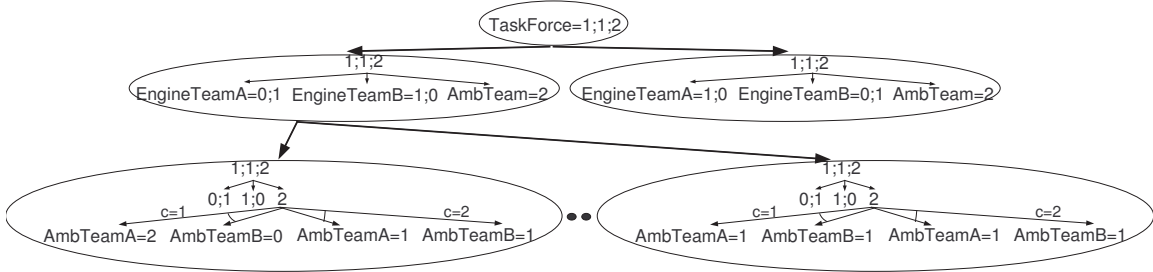 TaskForce=1;1;2
1;1;2
EngineTeamA=0;1 EngineTeamB=1;0 AmbTeam=2
1;1;2
EngineTeamA=1;0 EngineTeamB=0;1 AmbTeam=2
1;1;2
0;1 1;0 2
c=1 c=2
AmbTeamA=2 AmbTeamB=0 AmbTeamA=1 AmbTeamB=1
1;1;2
0;1 1;0 2
c=1 c=2
AmbTeamA=1 AmbTeamB=1 AmbTeamA=1 AmbTeamB=1